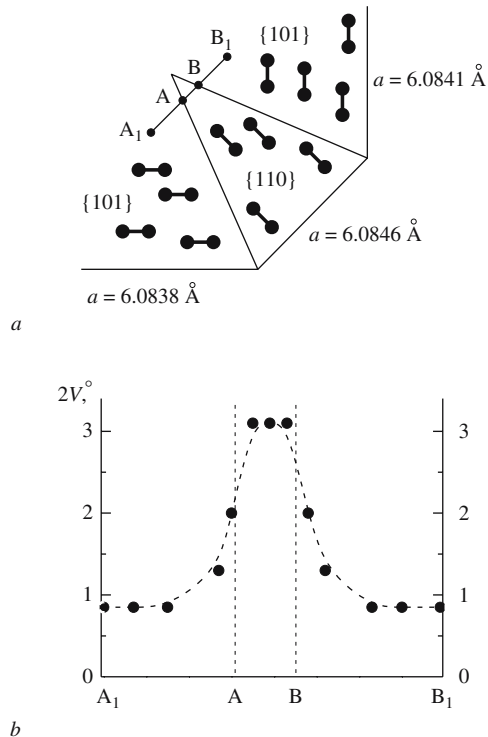 B₁
{101}
B
a = 6.0841 Å
A
A₁
{110}
{101}
a = 6.0846 Å
a = 6.0838 Å
a
2V,°
3 3
2 2
1 1
0 0
A₁ A B B₁
b